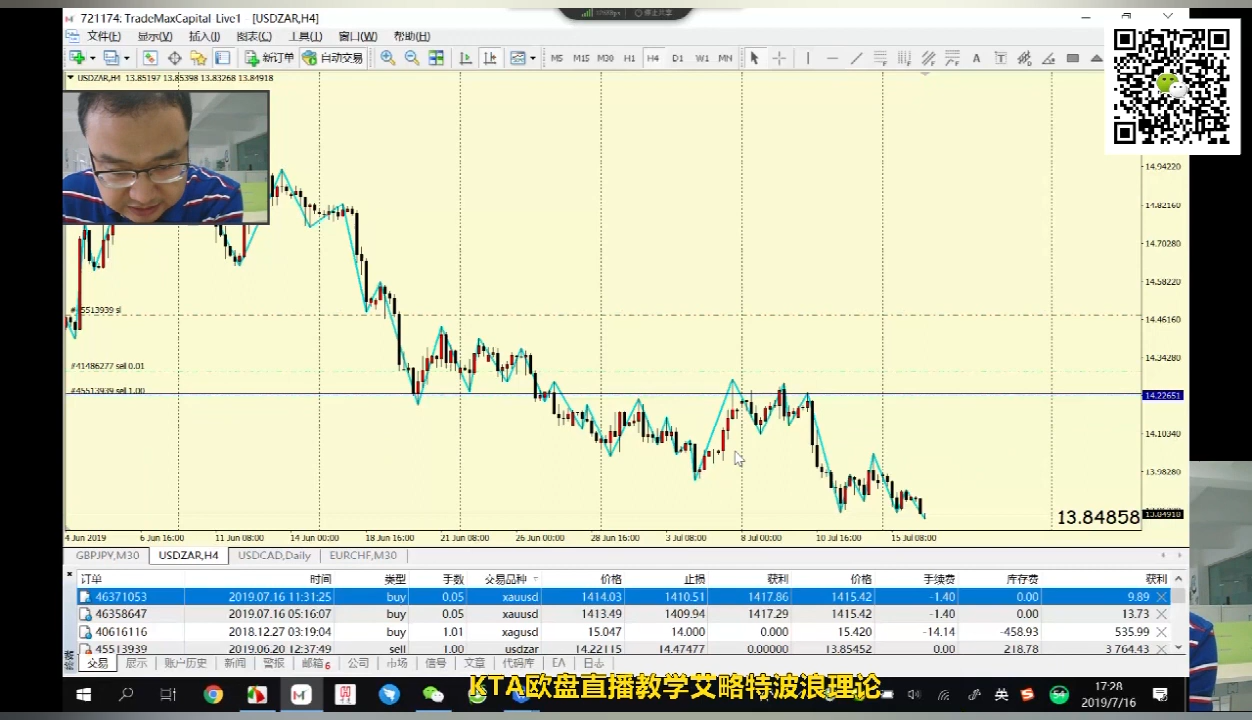 721174: TradeMaxCapital-Live1 - [USDZAR,H4]
文件(F) 显示(V) 插入(I) 图表(C) 工具(T) 窗口(W) 帮助(H)
新订单 自动交易 M5 M15 M30 H1 H4 D1 W1 MN
USDZAR,H4 13.85197 13.85398 13.83268 13.84918
14.94220
14.82160
14.70280
14.58220
14.46160
14.34280
14.22651
14.10340
13.98280
13.84918
#45513939 sl
#41486277 sell 0.01
#45513939 sell 1.00
13.84858
4 Jun 2019 6 Jun 16:00 11 Jun 08:00 14 Jun 00:00 18 Jun 16:00 21 Jun 08:00 26 Jun 00:00 28 Jun 16:00 3 Jul 08:00 8 Jul 00:00 10 Jul 16:00 15 Jul 08:00
GBPJPY,M30 USDZAR,H4 USDCAD,Daily EURCHF,M30
订单 时间 类型 手数 交易品种 价格 止损 获利 价格 手续费 库存费 获利
46371053 2019.07.16 11:31:25 buy 0.05 xauusd 1414.03 1410.51 1417.86 1415.42 -1.40 0.00 9.89
46358647 2019.07.16 05:16:07 buy 0.05 xauusd 1413.49 1409.94 1417.29 1415.42 -1.40 0.00 13.73
40616116 2018.12.27 03:19:04 buy 1.01 xagusd 15.047 14.000 0.000 15.420 -14.14 -458.93 535.99
45513939 2019.06.20 12:37:49 sell 1.00 usdzar 14.22115 14.47477 0.00000 13.85452 0.00 218.78 3 764.43
交易 展示 账户历史 新闻 警报 邮箱6 公司 市场 信号 文章 代码库 EA 日志
KTA欧盘直播教学艾略特波浪理论
英
17:28
2019/7/16